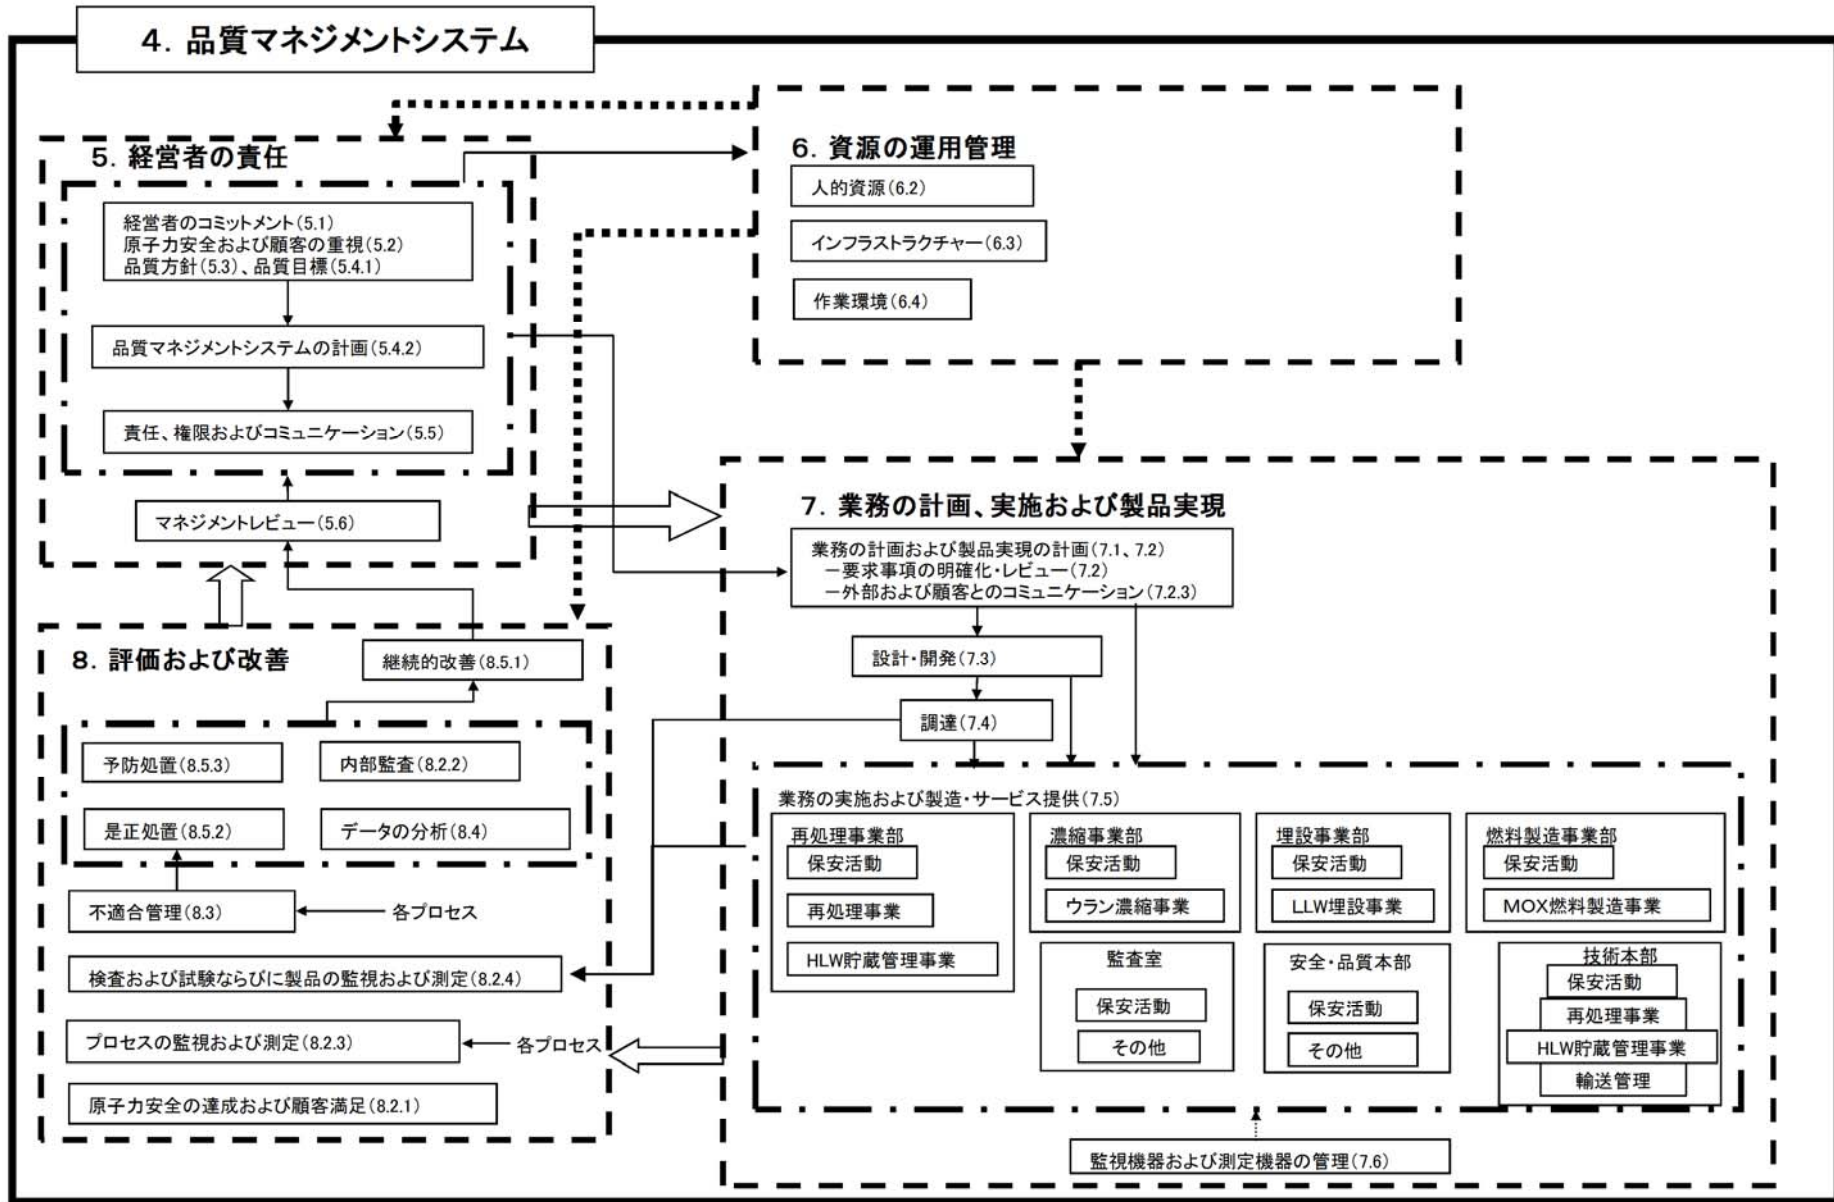 ４．品質マネジメントシステム
５．経営者の責任
経営者のコミットメント(5.1)
原子力安全および顧客の重視(5.2)
品質方針(5.3)、品質目標(5.4.1)
品質マネジメントシステムの計画(5.4.2)
責任、権限およびコミュニケーション(5.5)
マネジメントレビュー(5.6)
６．資源の運用管理
人的資源(6.2)
インフラストラクチャー(6.3)
作業環境(6.4)
７．業務の計画、実施および製品実現
業務の計画および製品実現の計画(7.1、7.2)
－要求事項の明確化・レビュー(7.2)
－外部および顧客とのコミュニケーション(7.2.3)
設計・開発(7.3)
調達(7.4)
業務の実施および製造・サービス提供(7.5)
再処理事業部
保安活動
再処理事業
HLW貯蔵管理事業
濃縮事業部
保安活動
ウラン濃縮事業
埋設事業部
保安活動
LLW埋設事業
燃料製造事業部
保安活動
MOX燃料製造事業
監査室
保安活動
その他
安全・品質本部
保安活動
その他
技術本部
保安活動
再処理事業
HLW貯蔵管理事業
輸送管理
監視機器および測定機器の管理(7.6)
８．評価および改善
継続的改善(8.5.1)
予防処置(8.5.3)
内部監査(8.2.2)
是正処置(8.5.2)
データの分析(8.4)
不適合管理(8.3)
各プロセス
検査および試験ならびに製品の監視および測定(8.2.4)
プロセスの監視および測定(8.2.3)
各プロセス
原子力安全の達成および顧客満足(8.2.1)